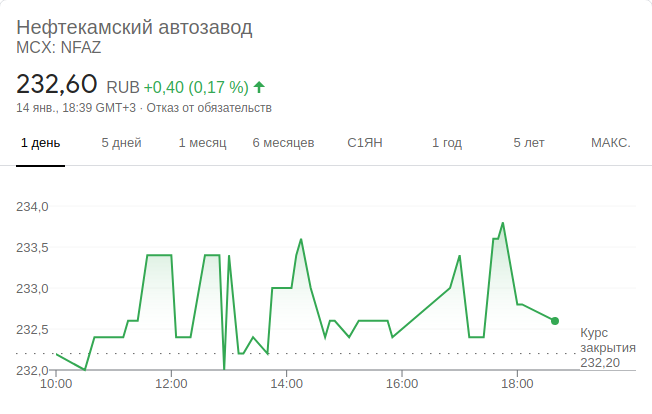 Нефтекамский автозавод
MCX: NFAZ
232,60 RUB +0,40 (0,17 %)
14 янв., 18:39 GMT+3 · Отказ от обязательств
1 день 5 дней 1 месяц 6 месяцев С1ЯН 1 год 5 лет МАКС.
234,0
233,5
233,0
232,5
232,0
Курс
закрытия
232,20
10:00 12:00 14:00 16:00 18:00